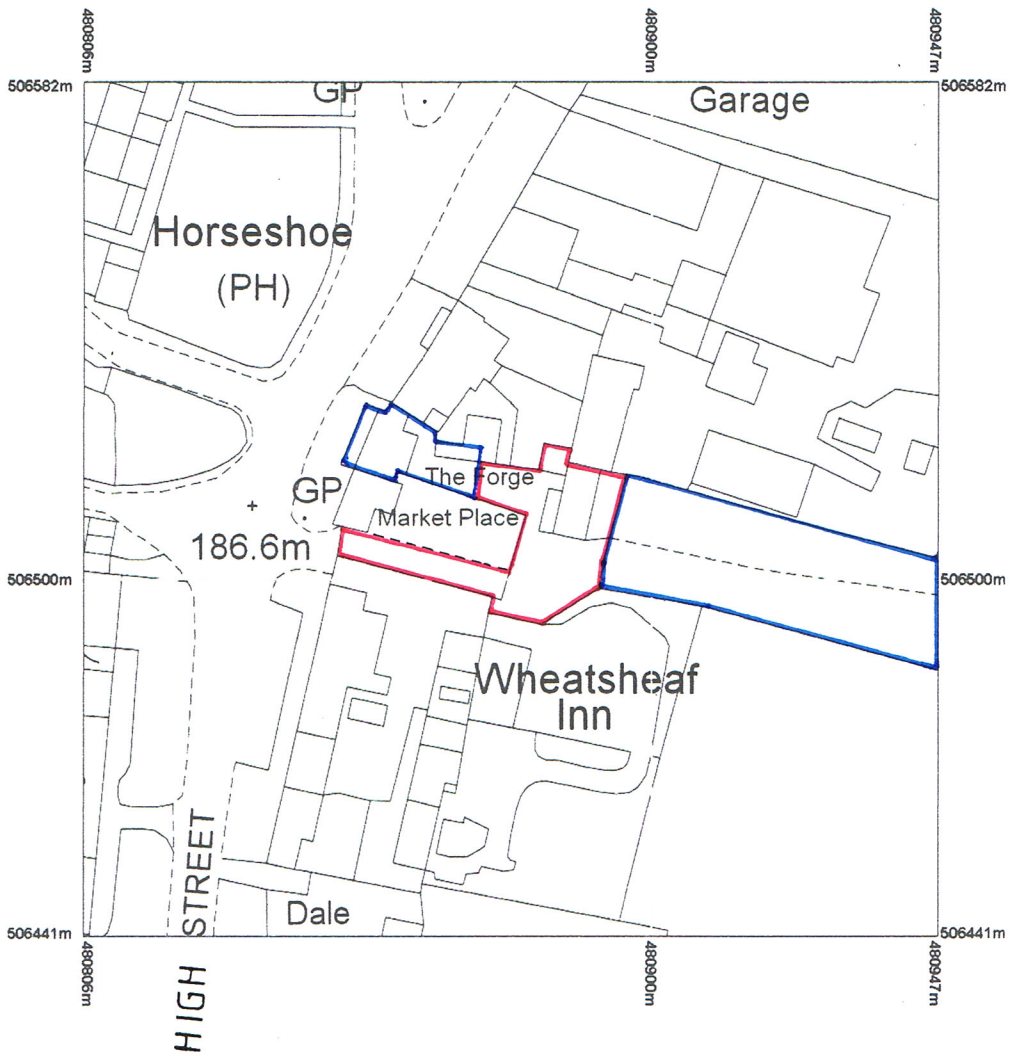 480806m
480900m
480947m
506582m
506582m
GP
Garage
Horseshoe
(PH)
The Forge
GP
Market Place
186.6m
506500m
506500m
Wheatsheaf
Inn
HIGH STREET
Dale
506441m
506441m
480806m
480900m
480947m